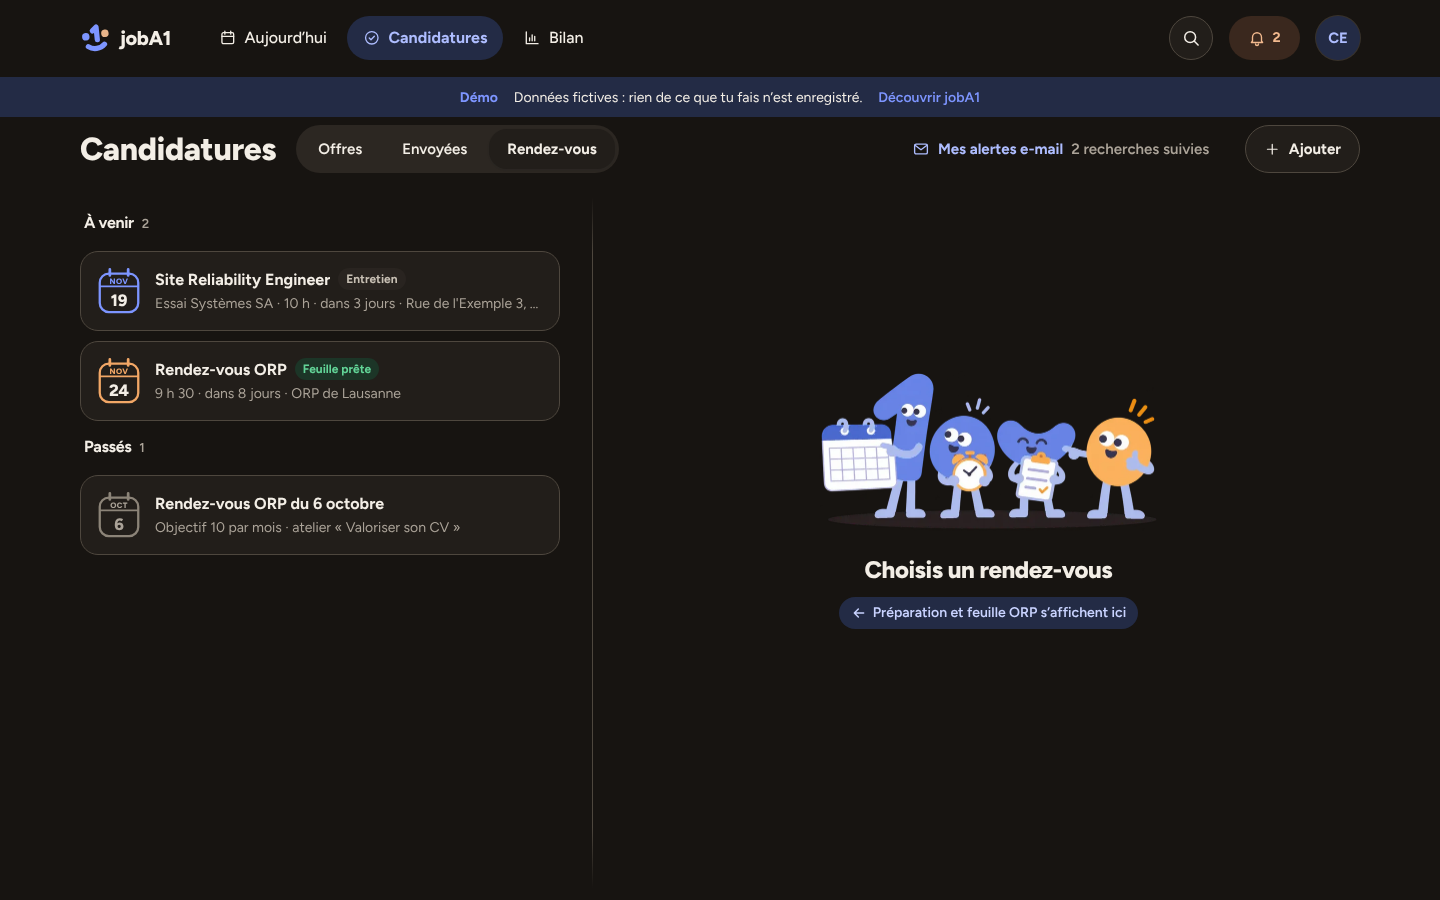 jobA1
Aujourd’hui
Candidatures
Bilan
2
CE
Démo Données fictives : rien de ce que tu fais n’est enregistré. Découvrir jobA1
Candidatures
Offres
Envoyées
Rendez-vous
Mes alertes e-mail 2 recherches suivies
Ajouter
À venir 2
NOV
19
Site Reliability Engineer Entretien
Essai Systèmes SA · 10 h · dans 3 jours · Rue de l'Exemple 3, ...
NOV
24
Rendez-vous ORP Feuille prête
9 h 30 · dans 8 jours · ORP de Lausanne
Passés 1
OCT
6
Rendez-vous ORP du 6 octobre
Objectif 10 par mois · atelier « Valoriser son CV »
Choisis un rendez-vous
← Préparation et feuille ORP s’affichent ici